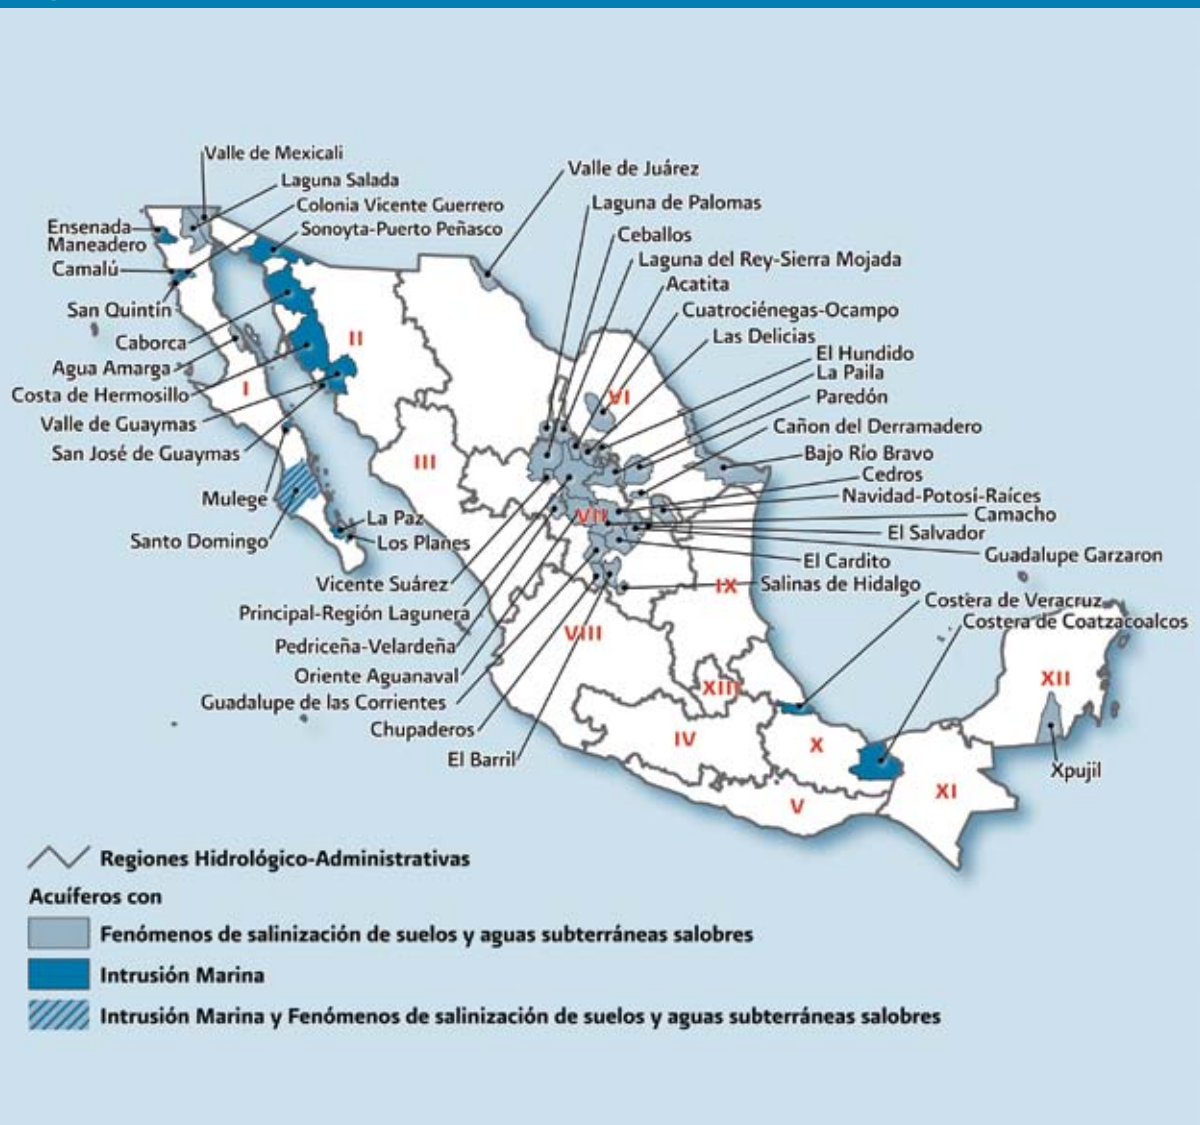 Valle de Mexicali
Laguna Salada
Colonia Vicente Guerrero
Sonoyta-Puerto Peñasco
Ensenada
Maneadero
Camalú
San Quintín
Caborca
Agua Amarga
Costa de Hermosillo
Valle de Guaymas
San José de Guaymas
Mulege
Santo Domingo
La Paz
Los Planes
Valle de Juárez
Laguna de Palomas
Ceballos
Laguna del Rey-Sierra Mojada
Acatita
Cuatrociénegas-Ocampo
Las Delicias
El Hundido
La Paila
Paredón
Cañon del Derramadero
Bajo Río Bravo
Cedros
Navidad-Potosí-Raíces
Camacho
El Salvador
Guadalupe Garzaron
El Cardito
Salinas de Hidalgo
Costera de Veracruz
Costera de Coatzacoalcos
Xpujil
Vicente Suárez
Principal-Región Lagunera
Pedriceña-Velardeña
Oriente Aguanaval
Guadalupe de las Corrientes
Chupaderos
El Barril
I
II
III
VI
VII
VIII
IX
XIII
IV
X
V
XI
XII
Regiones Hidrológico-Administrativas
Acuíferos con
Fenómenos de salinización de suelos y aguas subterráneas salobres
Intrusión Marina
Intrusión Marina y Fenómenos de salinización de suelos y aguas subterráneas salobres